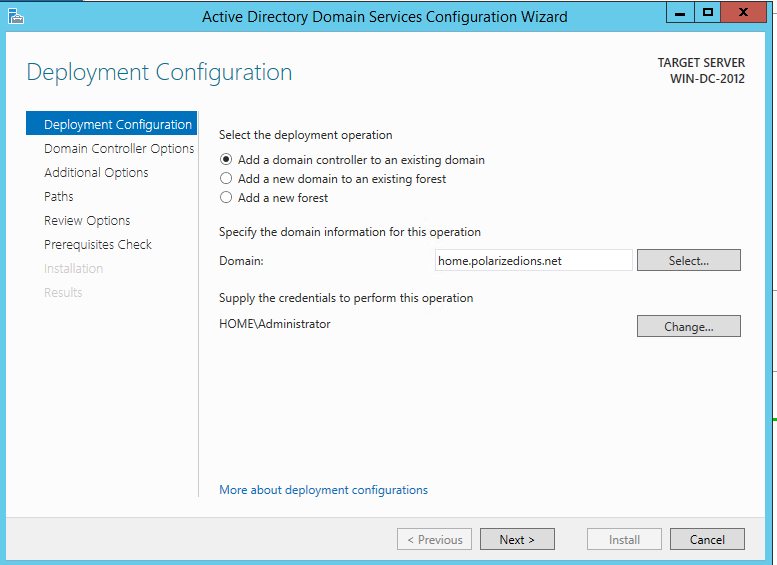 Active Directory Domain Services Configuration Wizard
Deployment Configuration
TARGET SERVER
WIN-DC-2012
Deployment Configuration
Domain Controller Options
Additional Options
Paths
Review Options
Prerequisites Check
Installation
Results
Select the deployment operation
Add a domain controller to an existing domain
Add a new domain to an existing forest
Add a new forest
Specify the domain information for this operation
Domain:
home.polarizedions.net
Select...
Supply the credentials to perform this operation
HOME\Administrator
Change...
More about deployment configurations
< Previous
Next >
Install
Cancel